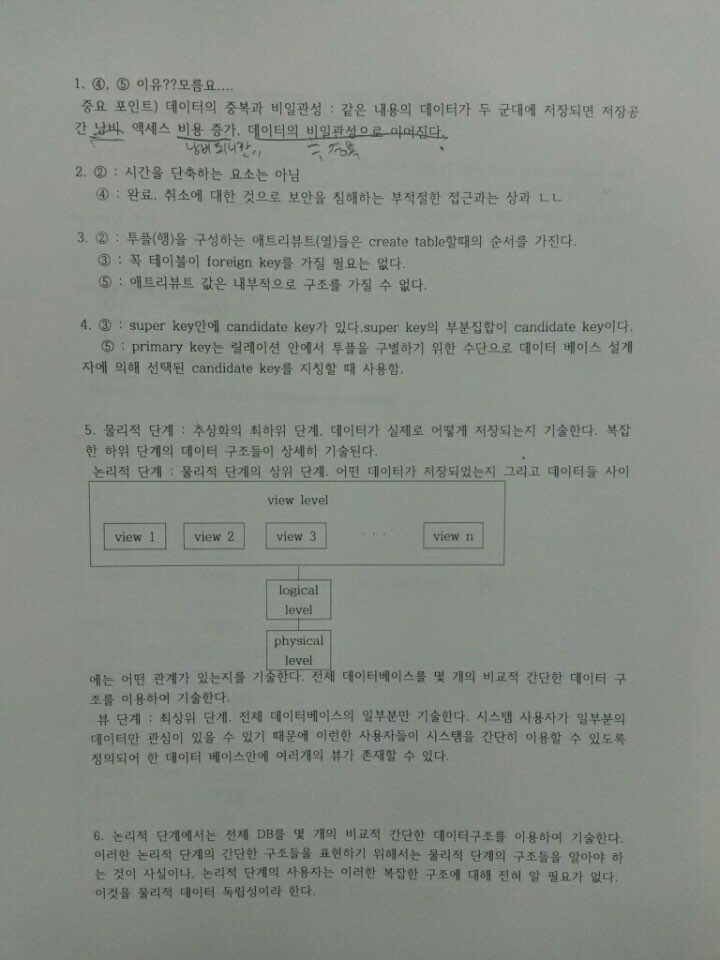 1. ④, ⑤ 이유??모름요....
중요 포인트) 데이터의 중복과 비일관성 : 같은 내용의 데이터가 두 군대에 저장되면 저장공
간 낭비, 액세스 비용 증가, 데이터의 비일관성으로 이어진다.
2. ② : 시간을 단축하는 요소는 아님
④ : 완료, 취소에 대한 것으로 보안을 침해하는 부적절한 접근과는 상과 ㄴㄴ
3. ② : 투플(행)을 구성하는 애트리뷰트(열)들은 create table할때의 순서를 가진다.
③ : 꼭 테이블이 foreign key를 가질 필요는 없다.
⑤ : 애트리뷰트 값은 내부적으로 구조를 가질 수 없다.
4. ③ : super key안에 candidate key가 있다.super key의 부분집합이 candidate key이다.
⑤ : primary key는 릴레이션 안에서 투플을 구별하기 위한 수단으로 데이터 베이스 설계
자에 의해 선택된 candidate key를 지칭할 때 사용함.
5. 물리적 단계 : 추상화의 최하위 단계, 데이터가 실제로 어떻게 저장되는지 기술한다. 복잡
한 하위 단계의 데이터 구조들이 상세히 기술된다.
논리적 단계 : 물리적 단계의 상위 단계. 어떤 데이터가 저장되었는지 그리고 데이터들 사이
view level
view 1 view 2 view 3 ··· view n
logical
level
physical
level
에는 어떤 관계가 있는지를 기술한다. 전체 데이터베이스를 몇 개의 비교적 간단한 데이터 구
조를 이용하여 기술한다.
뷰 단계 : 최상위 단계. 전체 데이터베이스의 일부분만 기술한다. 시스템 사용자가 일부분의
데이터만 관심이 있을 수 있기 때문에 이런한 사용자들이 시스템을 간단히 이용할 수 있도록
정의되어 한 데이터 베이스안에 여러개의 뷰가 존재할 수 있다.
6. 논리적 단계에서는 전체 DB를 몇 개의 비교적 간단한 데이터구조를 이용하여 기술한다.
이러한 논리적 단계의 간단한 구조들을 표현하기 위해서는 물리적 단계의 구조들을 알아야 하
는 것이 사실이나, 논리적 단계의 사용자는 이러한 복잡한 구조에 대해 전혀 알 필요가 없다.
이것을 물리적 데이터 독립성이라 한다.